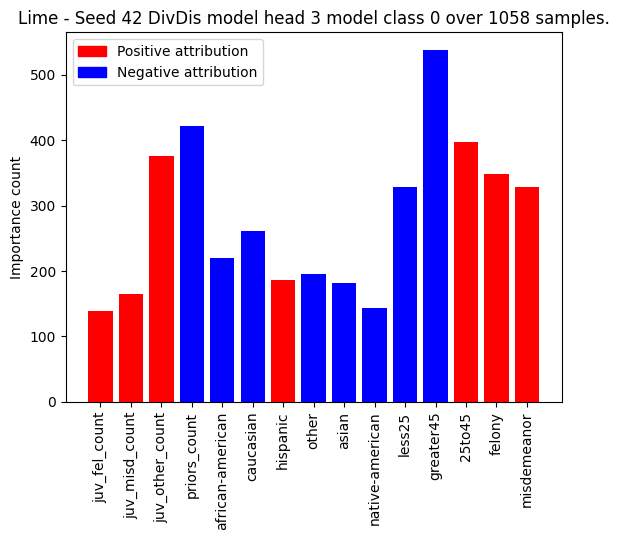 Lime - Seed 42 DivDis model head 3 model class 0 over 1058 samples.
Positive attribution
Negative attribution
Importance count
500
400
300
200
100
0
juv_fel_count
juv_misd_count
juv_other_count
priors_count
african-american
caucasian
hispanic
other
asian
native-american
less25
greater45
25to45
felony
misdemeanor